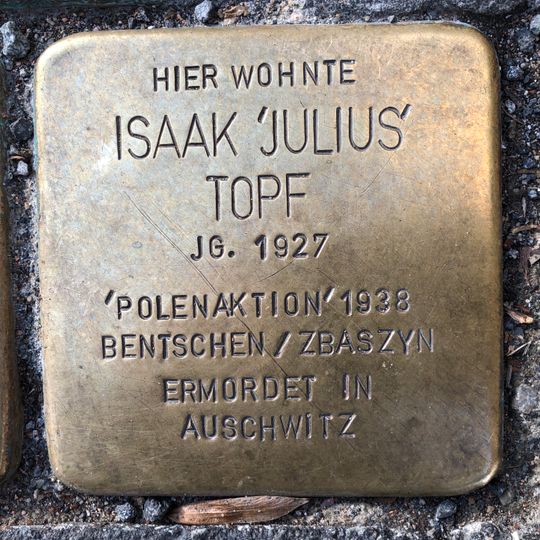 HIER WOHNTE
ISAAK 'JULIUS'
TOPF
JG. 1927
'POLENAKTION' 1938
BENTSCHEN / ZBASZYN
ERMORDET IN
AUSCHWITZ